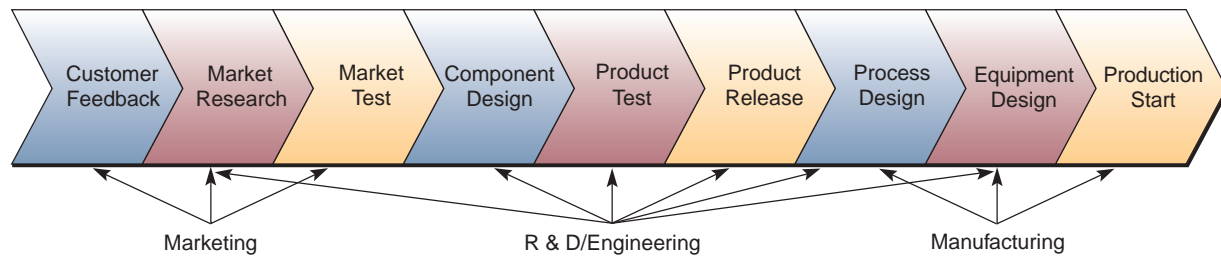 Customer
Feedback
Market
Research
Market
Test
Component
Design
Product
Test
Product
Release
Process
Design
Equipment
Design
Production
Start
Marketing
R & D/Engineering
Manufacturing